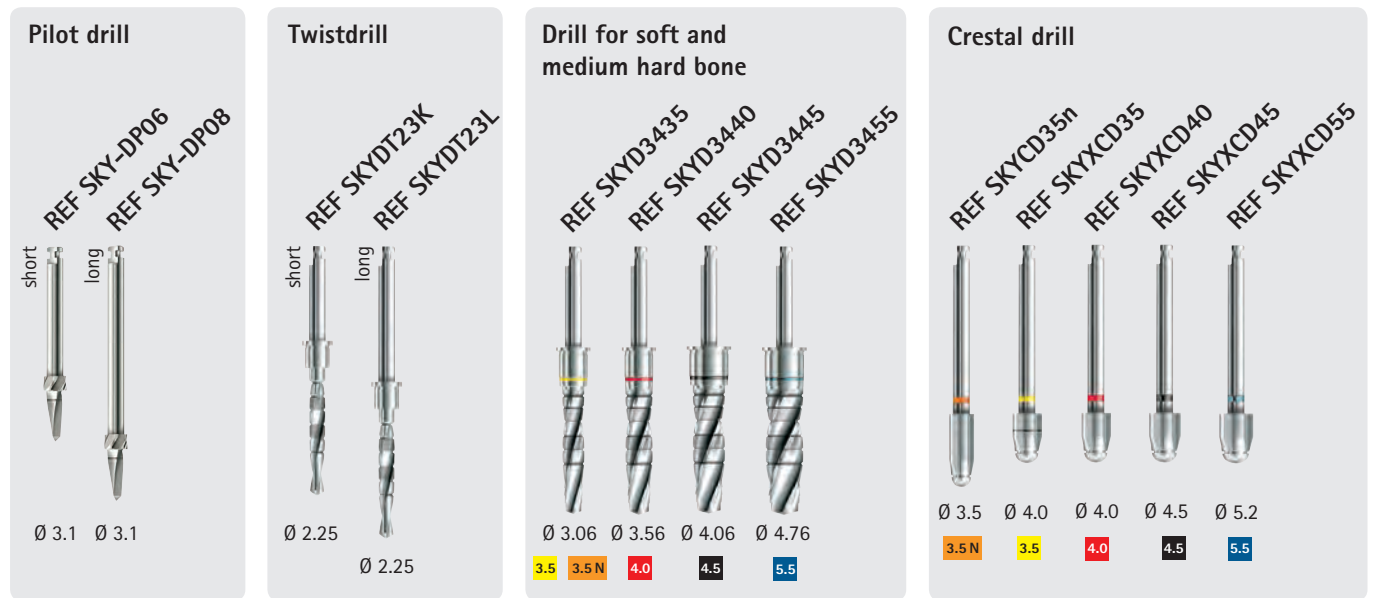 Pilot drill
REF SKY-DP06
REF SKY-DP08
short
long
Ø 3.1
Ø 3.1
Twistdrill
REF SKYDT23K
REF SKYDT23L
short
long
Ø 2.25
Ø 2.25
Drill for soft and
medium hard bone
REF SKYD3435
REF SKYD3440
REF SKYD3445
REF SKYD3455
Ø 3.06
Ø 3.56
Ø 4.06
Ø 4.76
3.5
3.5 N
4.0
4.5
5.5
Crestal drill
REF SKYCD35n
REF SKYXCD35
REF SKYXCD40
REF SKYXCD45
REF SKYXCD55
Ø 3.5
Ø 4.0
Ø 4.0
Ø 4.5
Ø 5.2
3.5 N
3.5
4.0
4.5
5.5